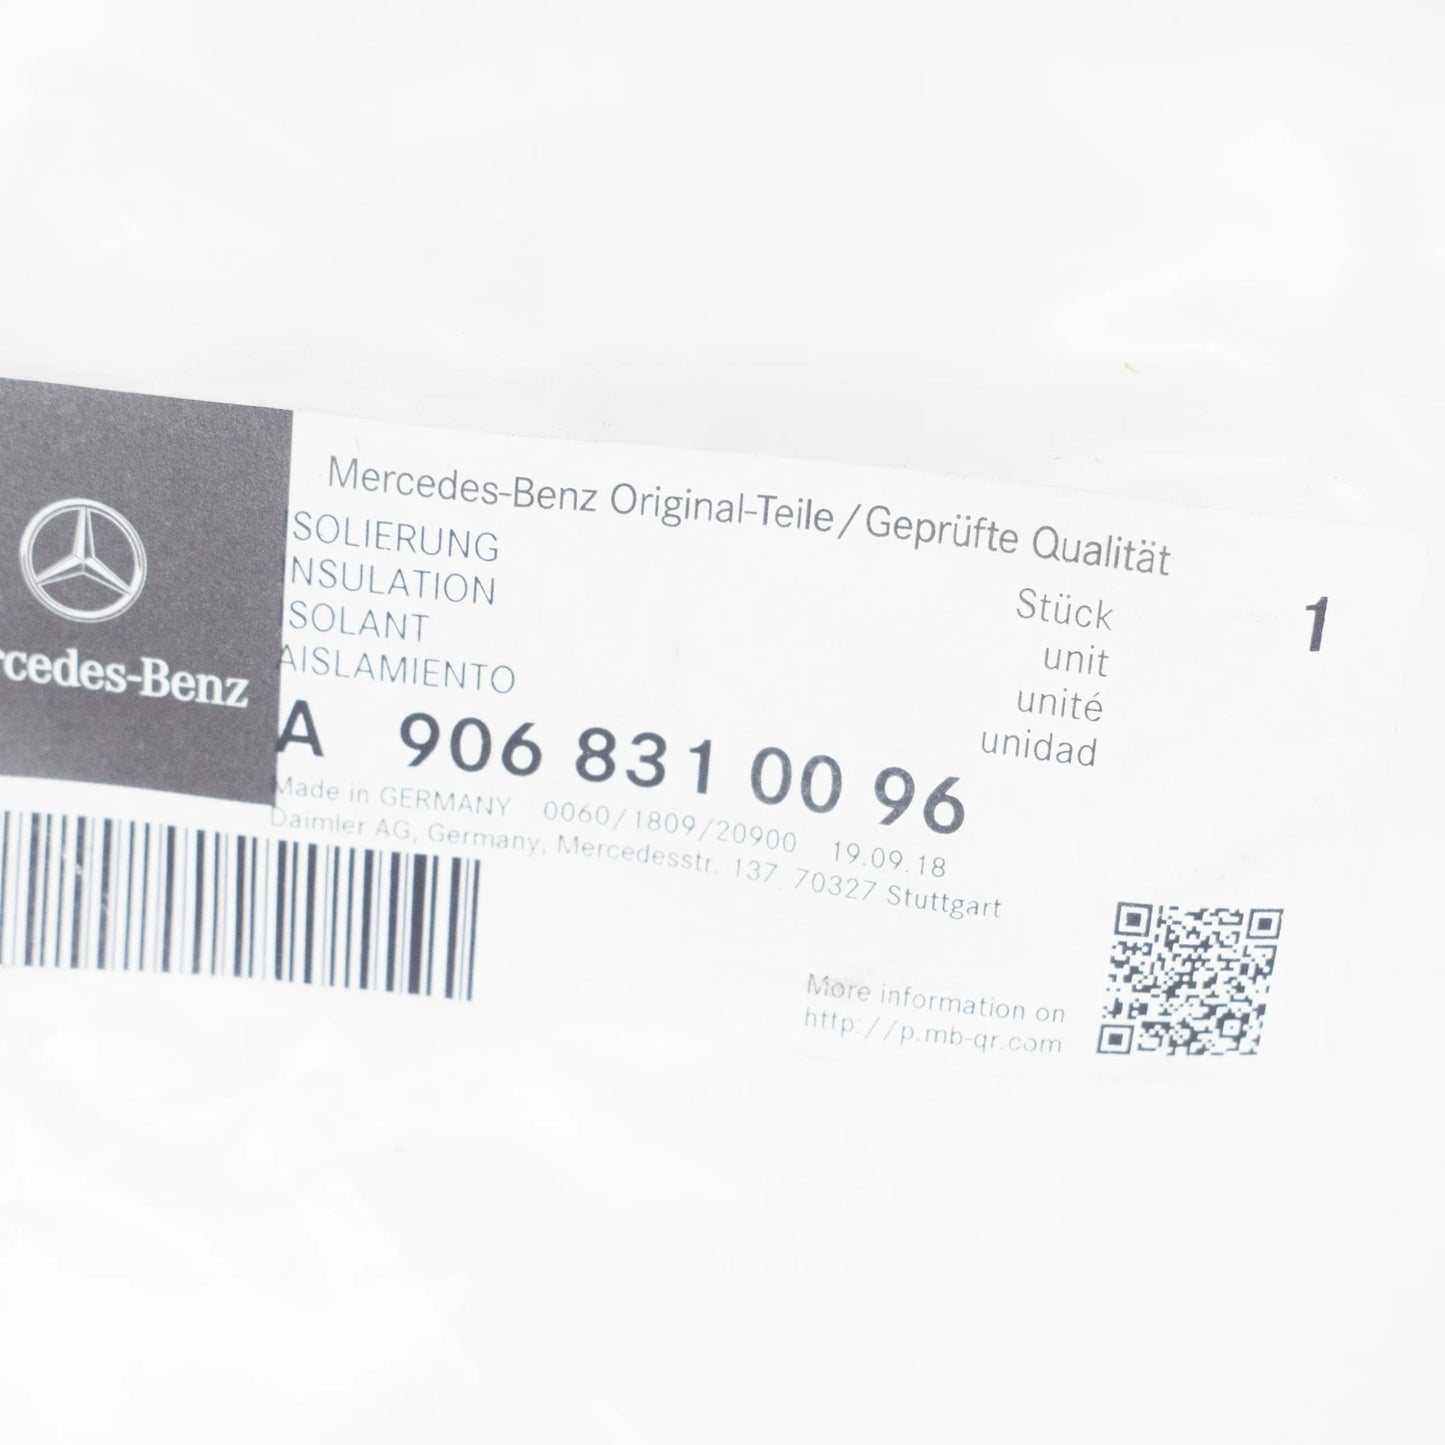 Mercedes-Benz Original-Teile/Geprüfte Qualität
SOLIERUNG
NSULATION
SOLANT
AISLAMIENTO
Stück 1
unit
unité
unidad
rcedes-Benz
A 906 831 00 96
Made in GERMANY 0060/1809/20900 19.09.18
Daimler AG, Germany, Mercedesstr. 137, 70327 Stuttgart
More information on
http://p.mb-qr.com